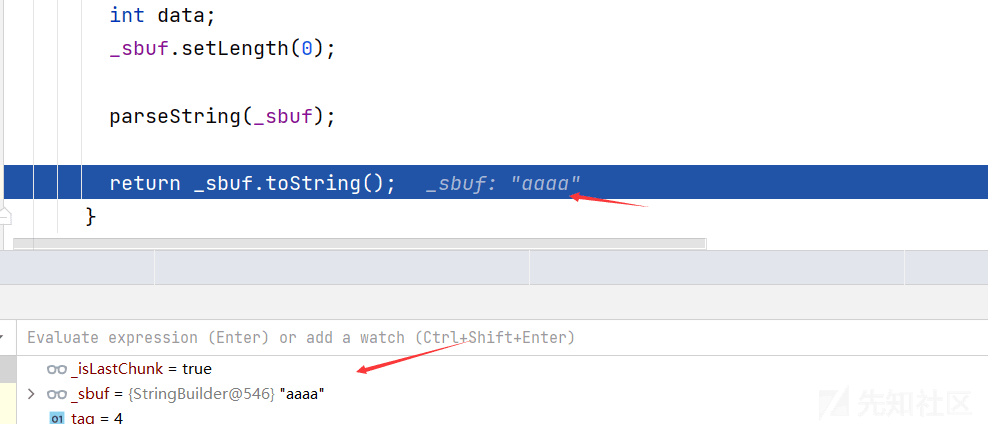 int data;
_sbuf.setLength(0);
parseString(_sbuf);
return _sbuf.toString(); _sbuf: "aaaa"
}
Evaluate expression (Enter) or add a watch (Ctrl+Shift+Enter)
_isLastChunk = true
_sbuf = {StringBuilder@546} "aaaa"
01 tag = 4
先知社区